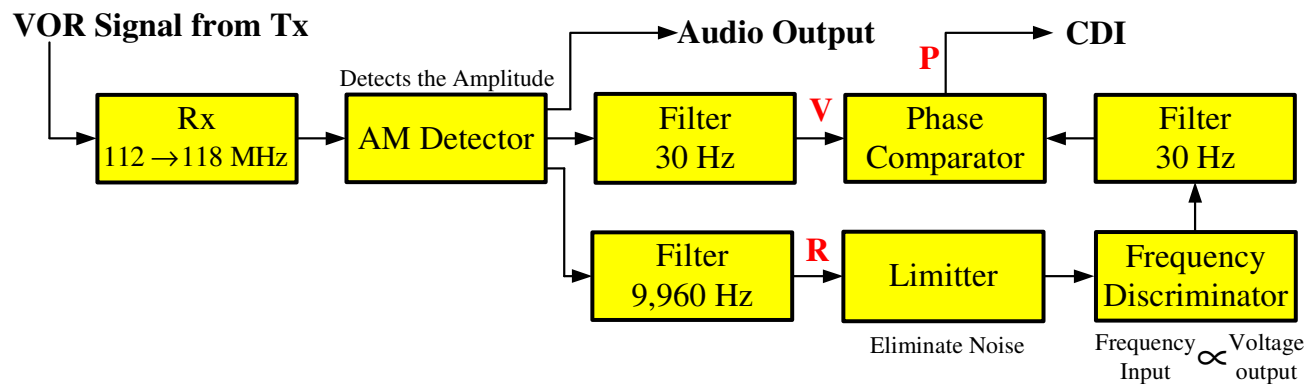 VOR Signal from Tx
Audio Output
CDI
P
Detects the Amplitude
Rx
112 → 118 MHz
AM Detector
Filter
30 Hz
V
Phase
Comparator
Filter
30 Hz
Filter
9,960 Hz
R
Limitter
Frequency
Discriminator
Eliminate Noise
Frequency ∝ Voltage
Input output